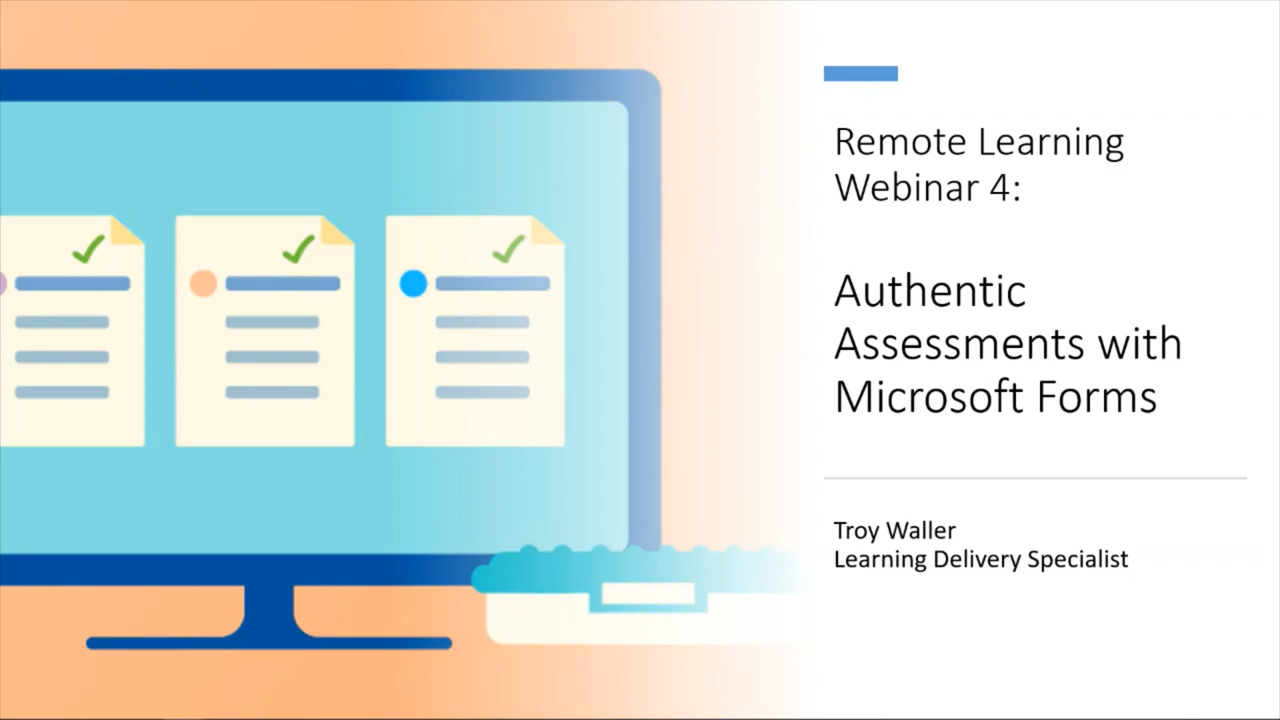 Remote Learning
Webinar 4:
Authentic
Assessments with
Microsoft Forms
Troy Waller
Learning Delivery Specialist